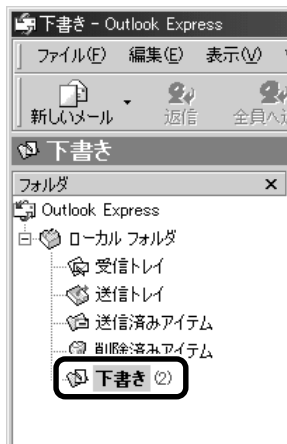 下書き - Outlook Express
ファイル(F) 編集(E) 表示(V)
新しいメール 返信 全員へ
下書き
フォルダ ×
Outlook Express
ローカル フォルダ
受信トレイ
送信トレイ
送信済みアイテム
削除済みアイテム
下書き (2)